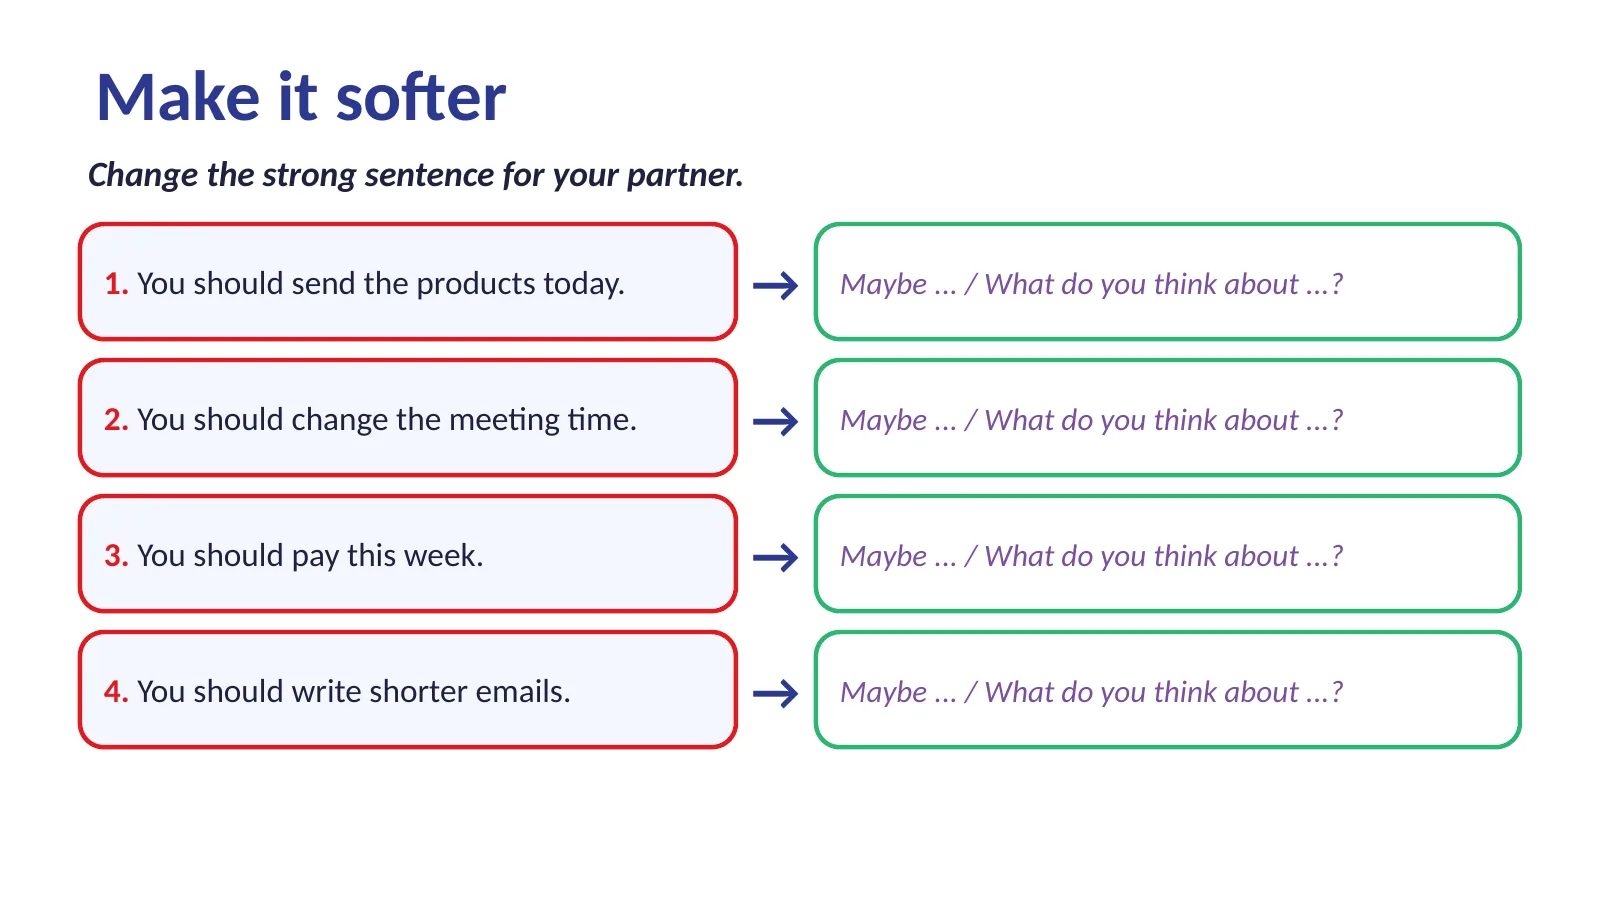 Make it softer
Change the strong sentence for your partner.
1. You should send the products today.
→
Maybe ... / What do you think about ...?
2. You should change the meeting time.
→
Maybe ... / What do you think about ...?
3. You should pay this week.
→
Maybe ... / What do you think about ...?
4. You should write shorter emails.
→
Maybe ... / What do you think about ...?